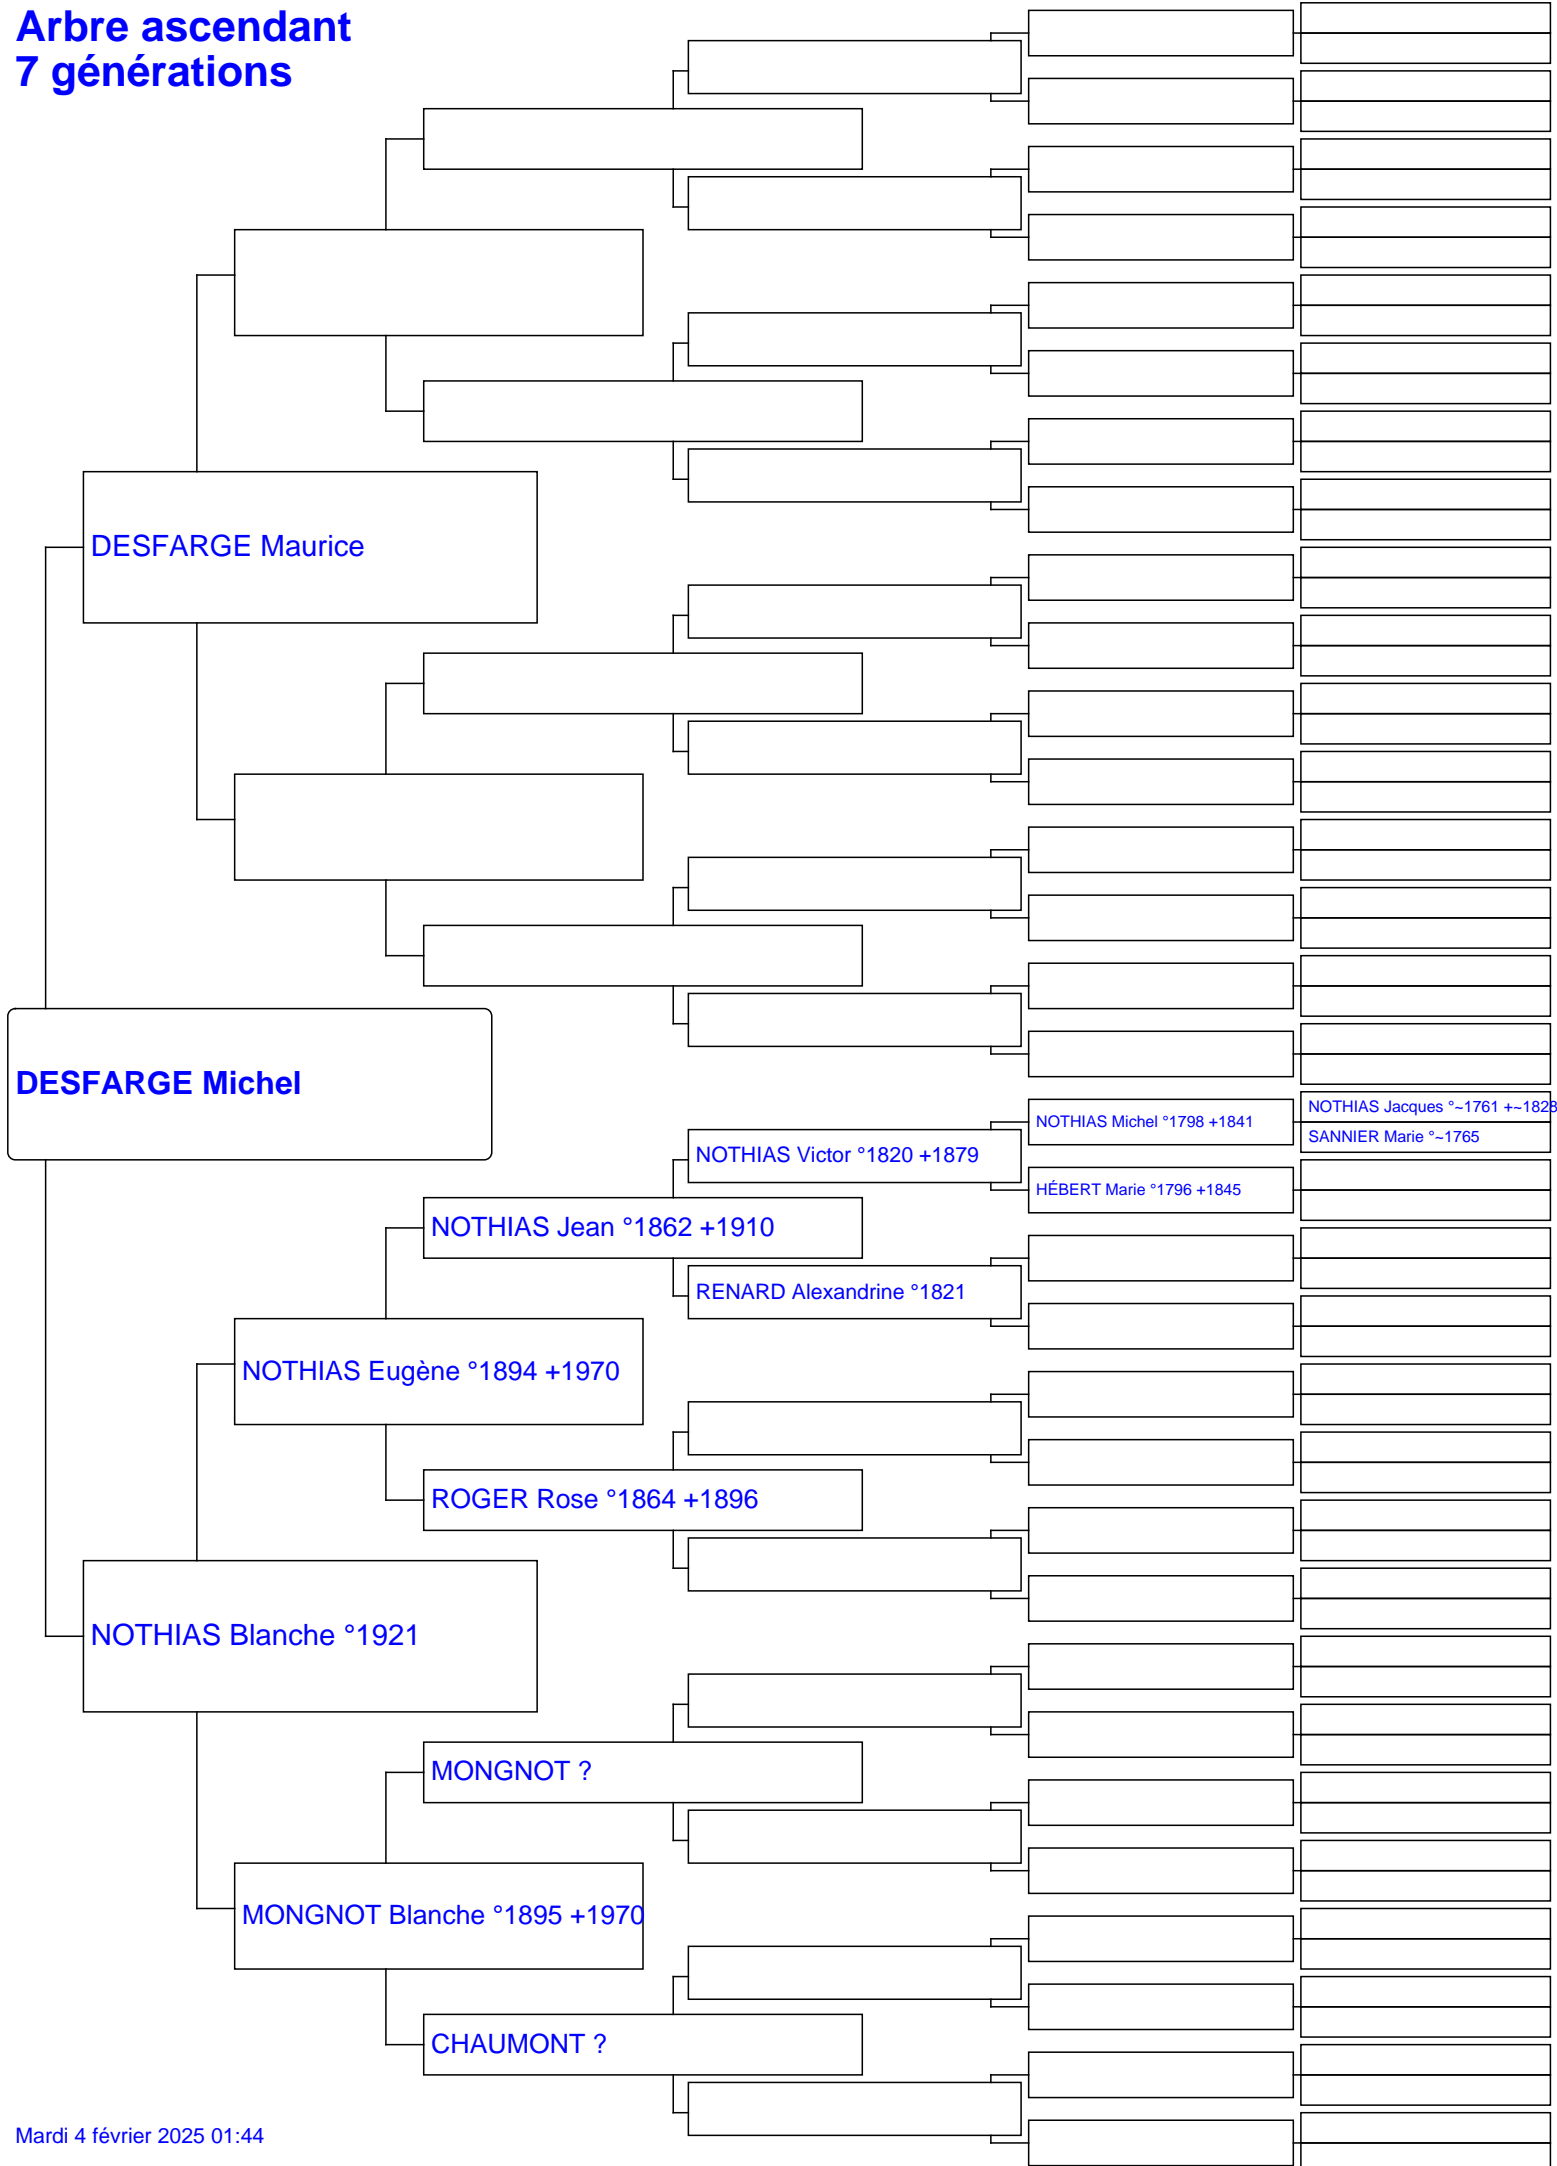 Arbre ascendant
7 générations
DESFARGE Maurice
DESFARGE Michel
NOTHIAS Jacques °~1761 +~1828
NOTHIAS Michel °1798 +1841
SANNIER Marie °~1765
NOTHIAS Victor °1820 +1879
HÉBERT Marie °1796 +1845
NOTHIAS Jean °1862 +1910
RENARD Alexandrine °1821
NOTHIAS Eugène °1894 +1970
ROGER Rose °1864 +1896
NOTHIAS Blanche °1921
MONGNOT ?
MONGNOT Blanche °1895 +1970
CHAUMONT ?
Mardi 4 février 2025 01:44